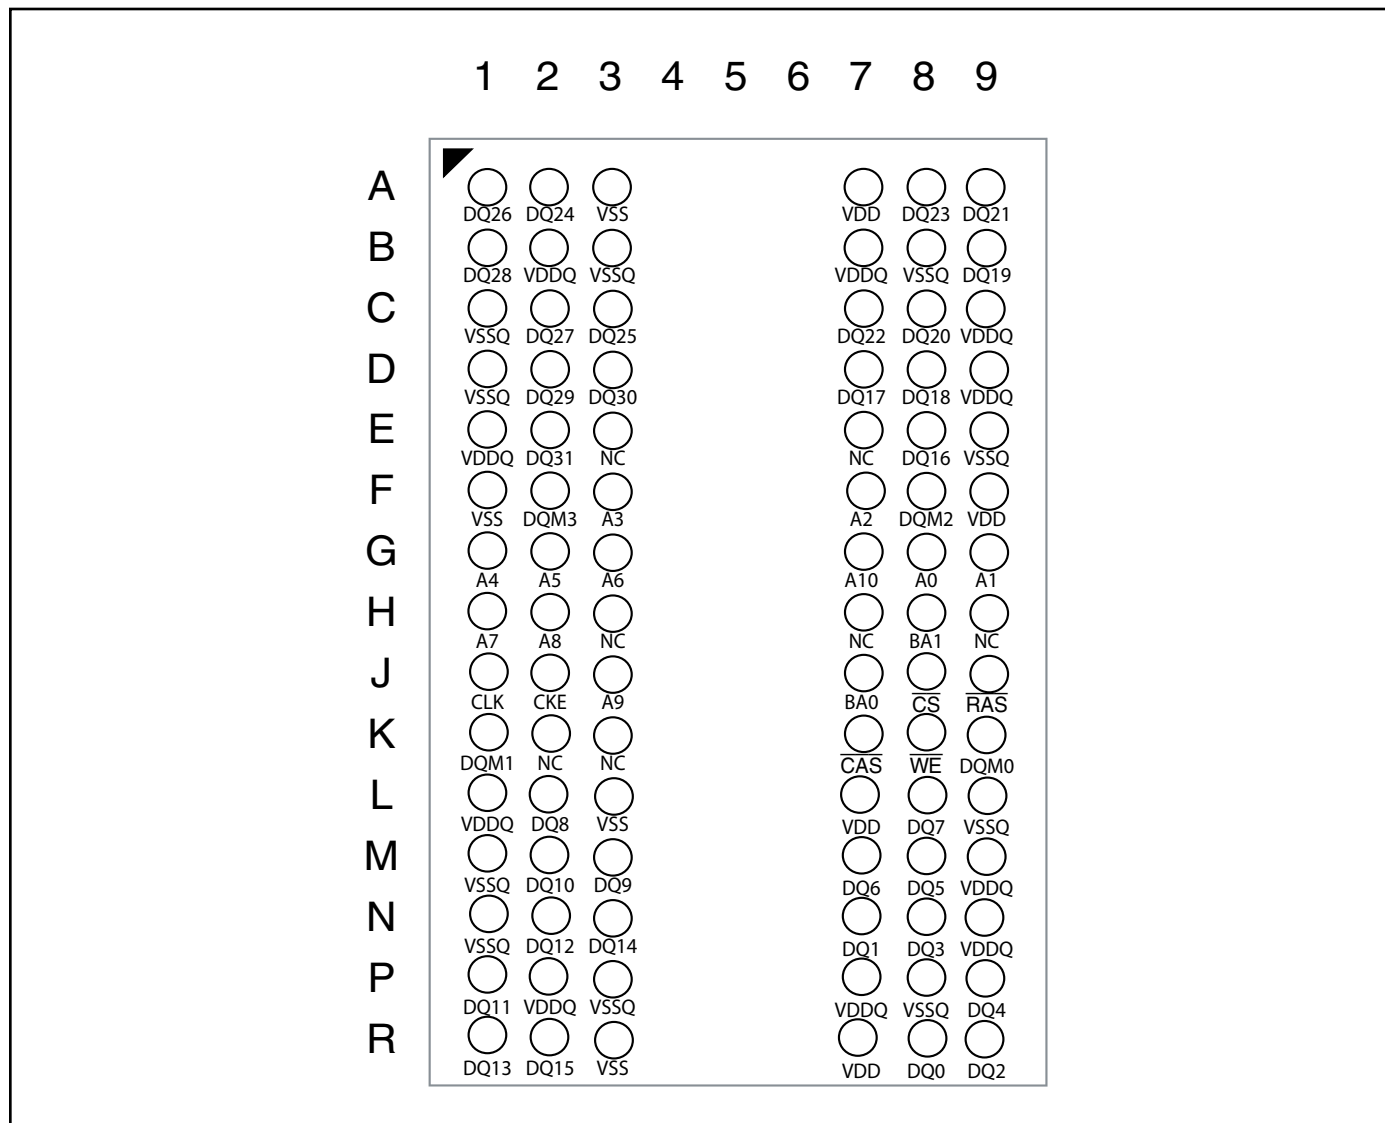 1 2 3 4 5 6 7 8 9
A
DQ26 DQ24 VSS VDD DQ23 DQ21
B
DQ28 VDDQ VSSQ VDDQ VSSQ DQ19
C
VSSQ DQ27 DQ25 DQ22 DQ20 VDDQ
D
VSSQ DQ29 DQ30 DQ17 DQ18 VDDQ
E
VDDQ DQ31 NC NC DQ16 VSSQ
F
VSS DQM3 A3 A2 DQM2 VDD
G
A4 A5 A6 A10 A0 A1
H
A7 A8 NC NC BA1 NC
J
CLK CKE A9 BA0 C̅S̅ R̅A̅S̅
K
DQM1 NC NC C̅A̅S̅ W̅E̅ DQM0
L
VDDQ DQ8 VSS VDD DQ7 VSSQ
M
VSSQ DQ10 DQ9 DQ6 DQ5 VDDQ
N
VSSQ DQ12 DQ14 DQ1 DQ3 VDDQ
P
DQ11 VDDQ VSSQ VDDQ VSSQ DQ4
R
DQ13 DQ15 VSS VDD DQ0 DQ2